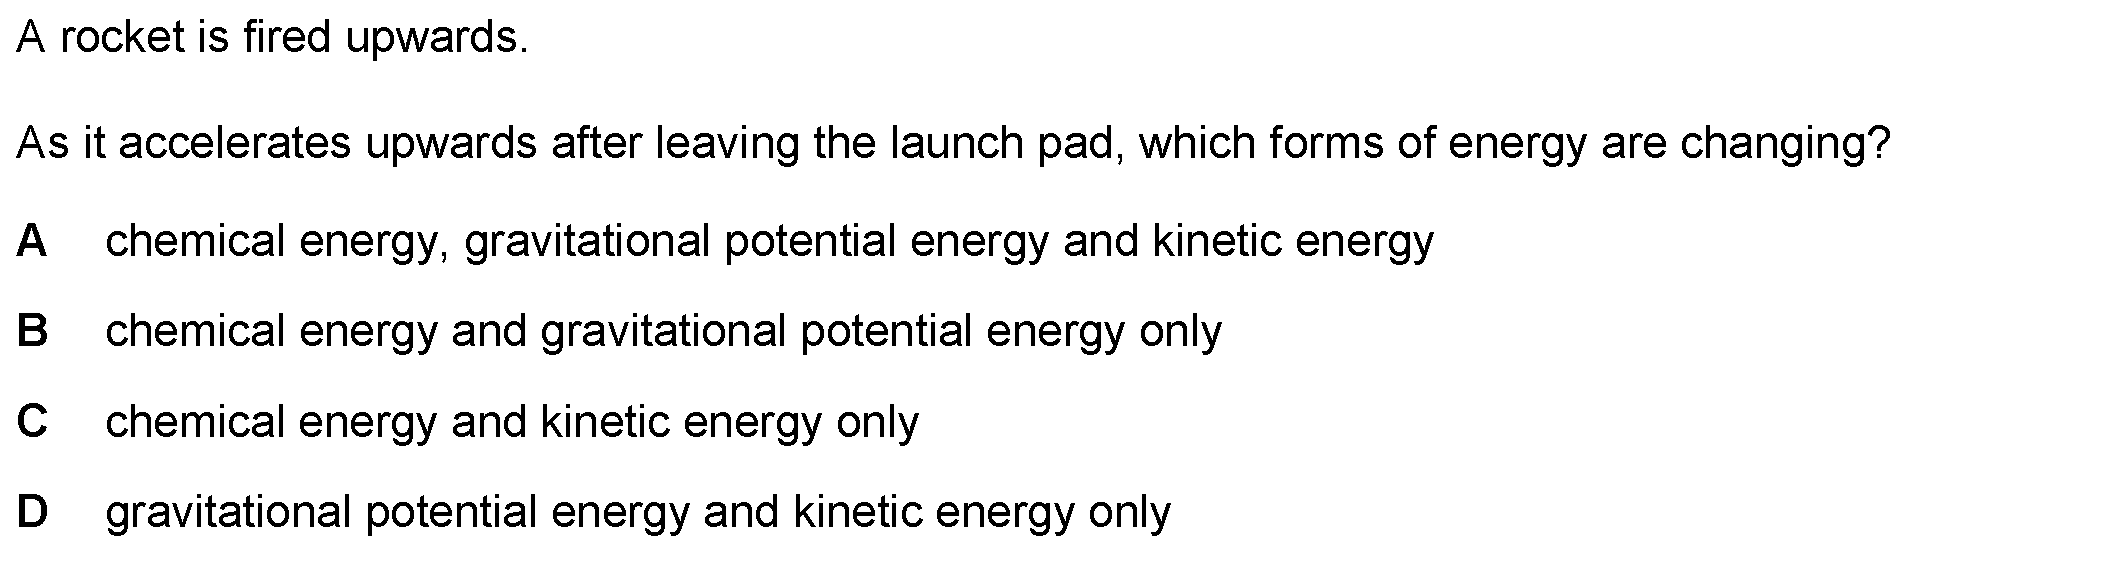 A rocket is fired upwards.
As it accelerates upwards after leaving the launch pad, which forms of energy are changing?
A chemical energy, gravitational potential energy and kinetic energy
B chemical energy and gravitational potential energy only
C chemical energy and kinetic energy only
D gravitational potential energy and kinetic energy only